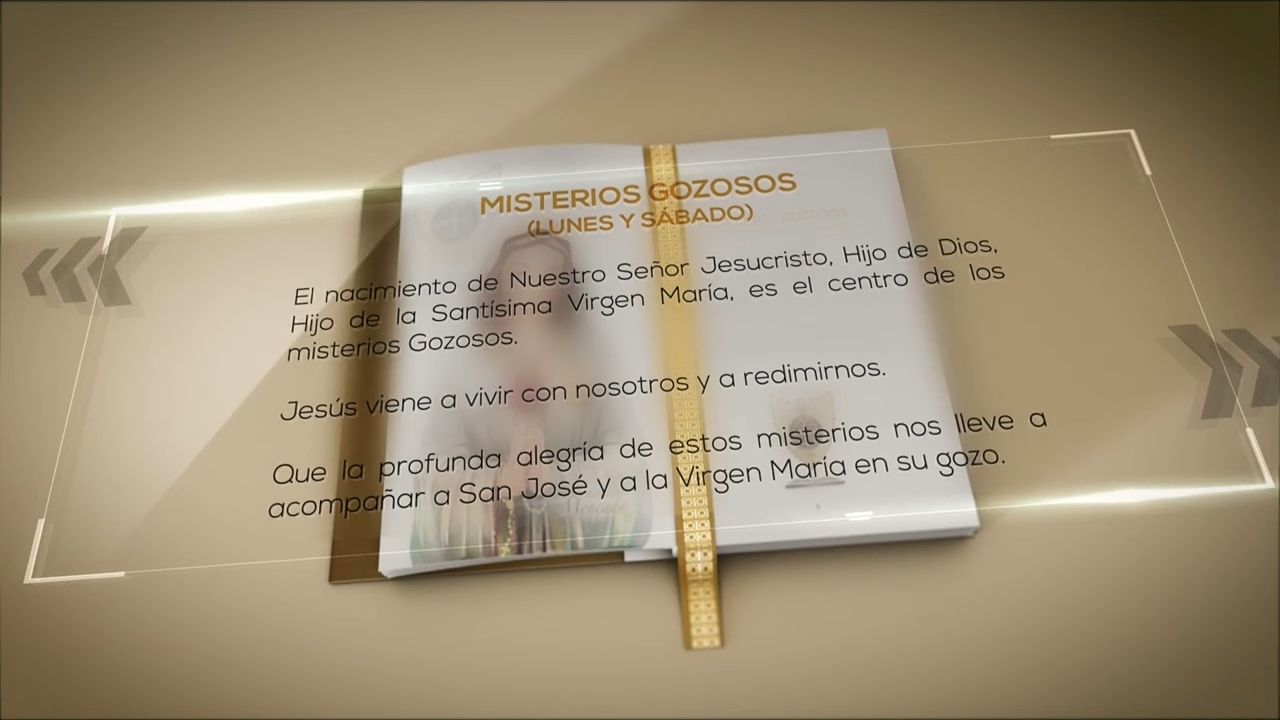 MISTERIOS GOZOSOS
(LUNES Y SÁBADO)
El nacimiento de Nuestro Señor Jesucristo, Hijo de Dios,
Hijo de la Santísima Virgen María, es el centro de los
misterios Gozosos.
Jesús viene a vivir con nosotros y a redimirnos.
Que la profunda alegría de estos misterios nos lleve a
acompañar a San José y a la Virgen María en su gozo.